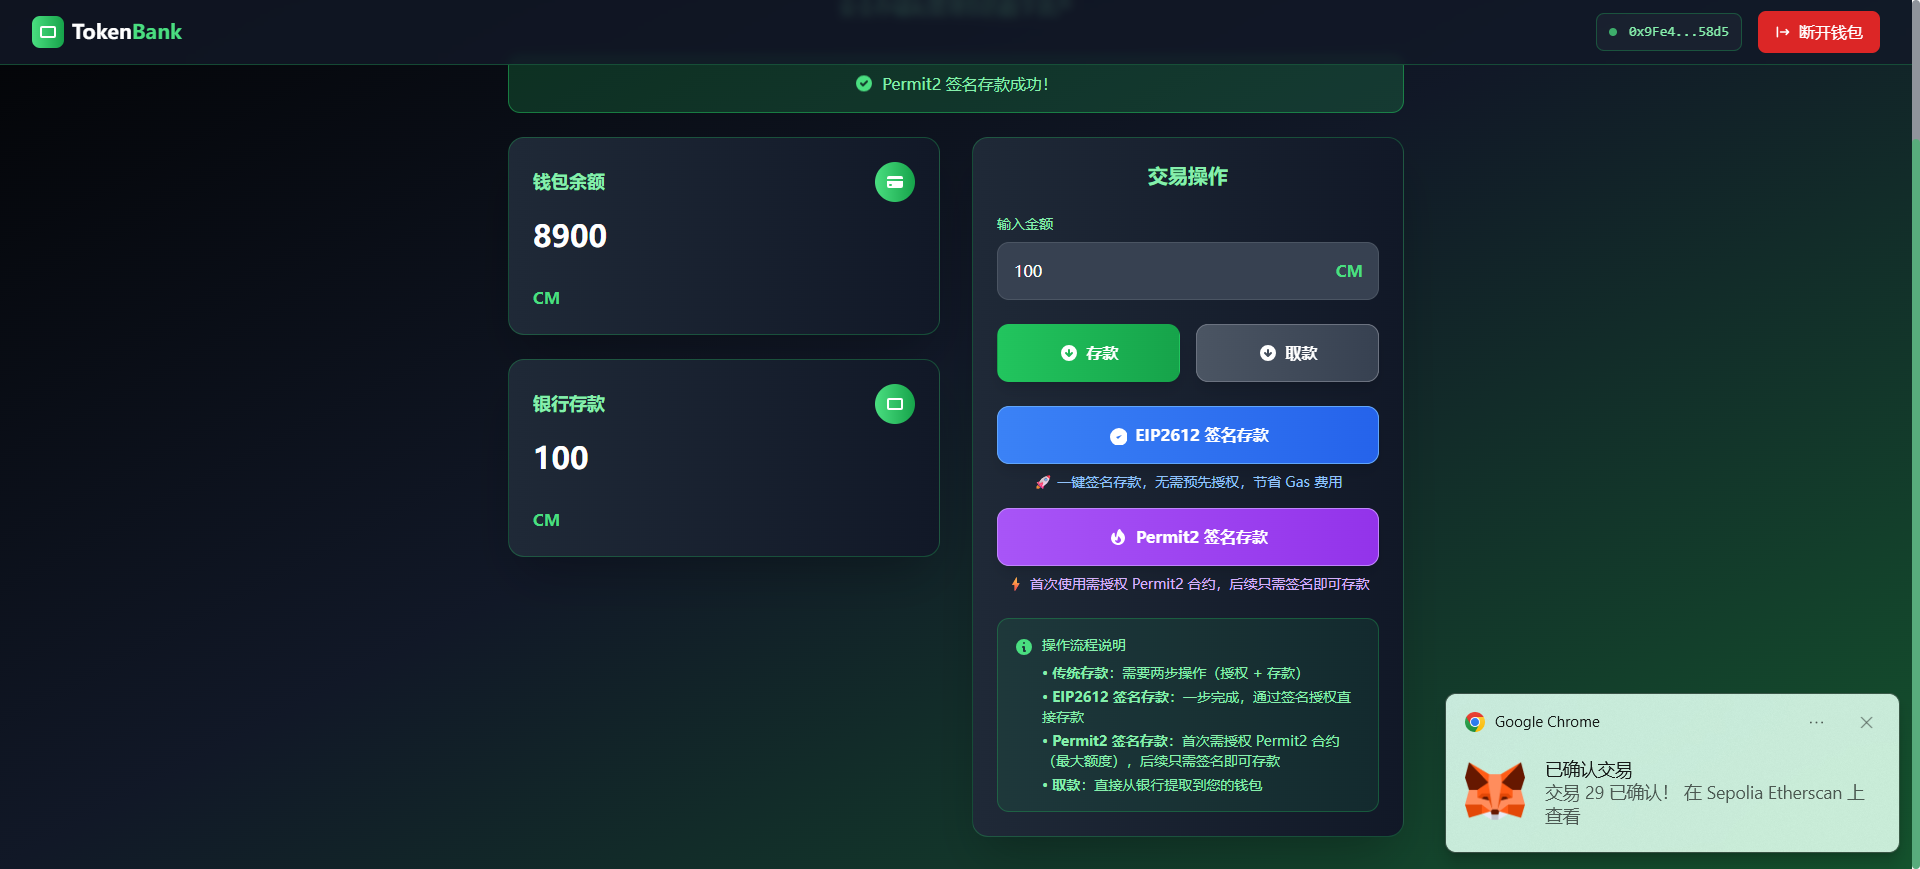 TokenBank
0x9Fe4...58d5
断开钱包
Permit2 签名存款成功！
钱包余额
8900
CM
银行存款
100
CM
交易操作
输入金额
100
CM
存款
取款
EIP2612 签名存款
🚀 一键签名存款，无需预先授权，节省 Gas 费用
Permit2 签名存款
⚡ 首次使用需授权 Permit2 合约，后续只需签名即可存款
操作流程说明
• 传统存款：需要两步操作（授权 + 存款）
• EIP2612 签名存款：一步完成，通过签名授权直
接存款
• Permit2 签名存款：首次需授权 Permit2 合约
（最大额度），后续只需签名即可存款
• 取款：直接从银行提取到您的钱包
Google Chrome
已确认交易
交易 29 已确认！ 在 Sepolia Etherscan 上
查看